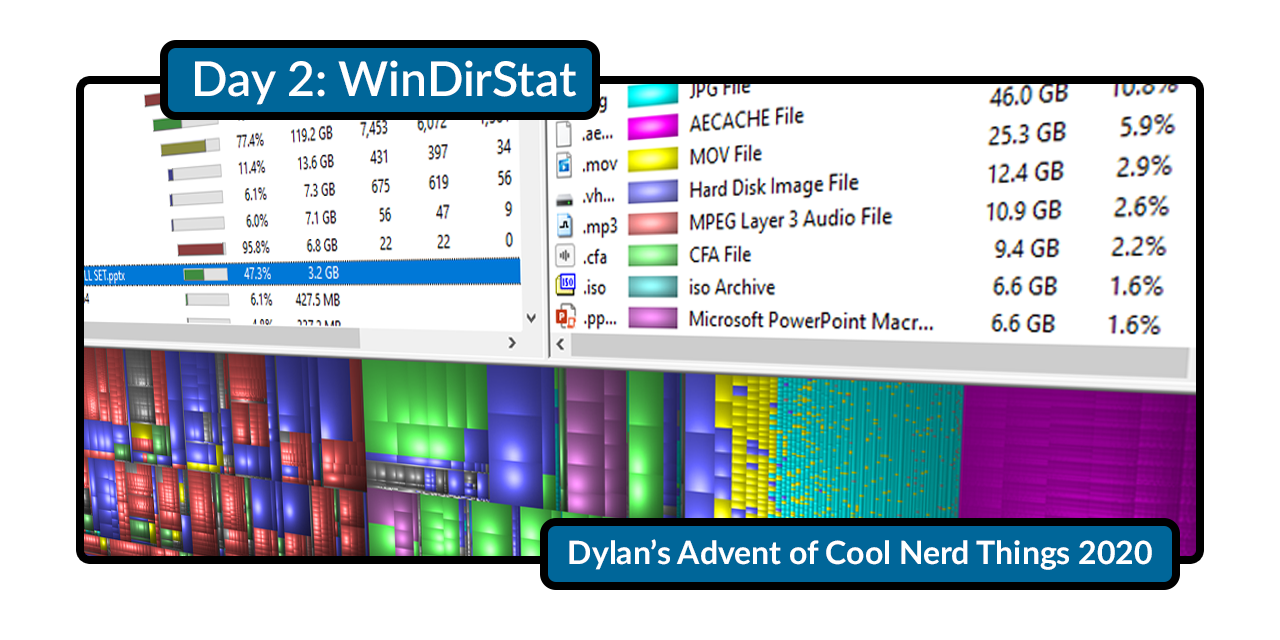 Day 2: WinDirStat
77.4% 119.2 GB 7,453 6,072
11.4% 13.6 GB 431 397 34
6.1% 7.3 GB 675 619 56
6.0% 7.1 GB 56 47 9
95.8% 6.8 GB 22 22 0
LL SET.pptx 47.3% 3.2 GB
4 6.1% 427.5 MB
4.8% 227.2 MB
JPG File 46.0 GB 10.8%
.ae... AECACHE File 25.3 GB 5.9%
.mov MOV File 12.4 GB 2.9%
.vh... Hard Disk Image File 10.9 GB 2.6%
.mp3 MPEG Layer 3 Audio File 9.4 GB 2.2%
.cfa CFA File 6.6 GB 1.6%
.iso iso Archive 6.6 GB 1.6%
.pp... Microsoft PowerPoint Macr...
Dylan's Advent of Cool Nerd Things 2020